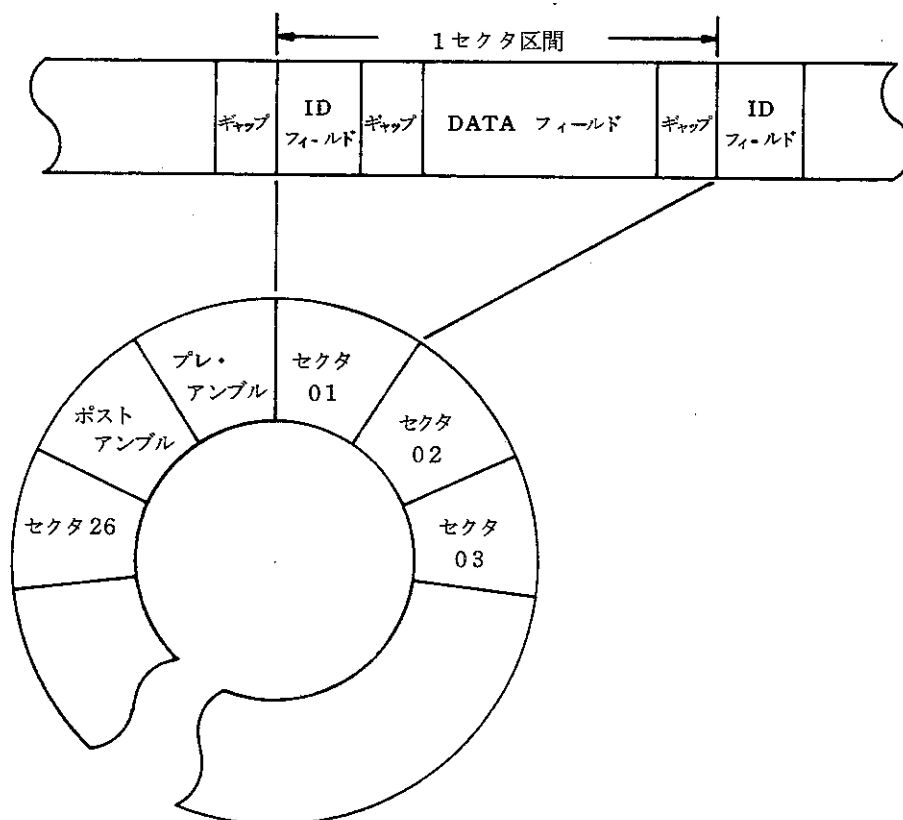 1セクタ区間
ギャップ
ID
フィールド
ギャップ
DATA フィールド
ギャップ
ID
フィールド
プレ・
アンブル
セクタ
01
ポスト
アンブル
セクタ
02
セクタ26
セクタ
03